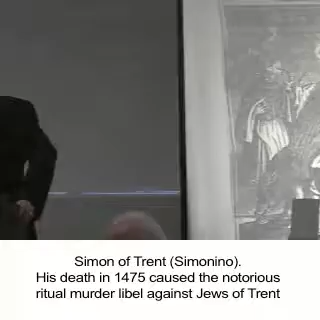 Simon of Trent (Simonino).
His death in 1475 caused the notorious
ritual murder libel against Jews of Trent